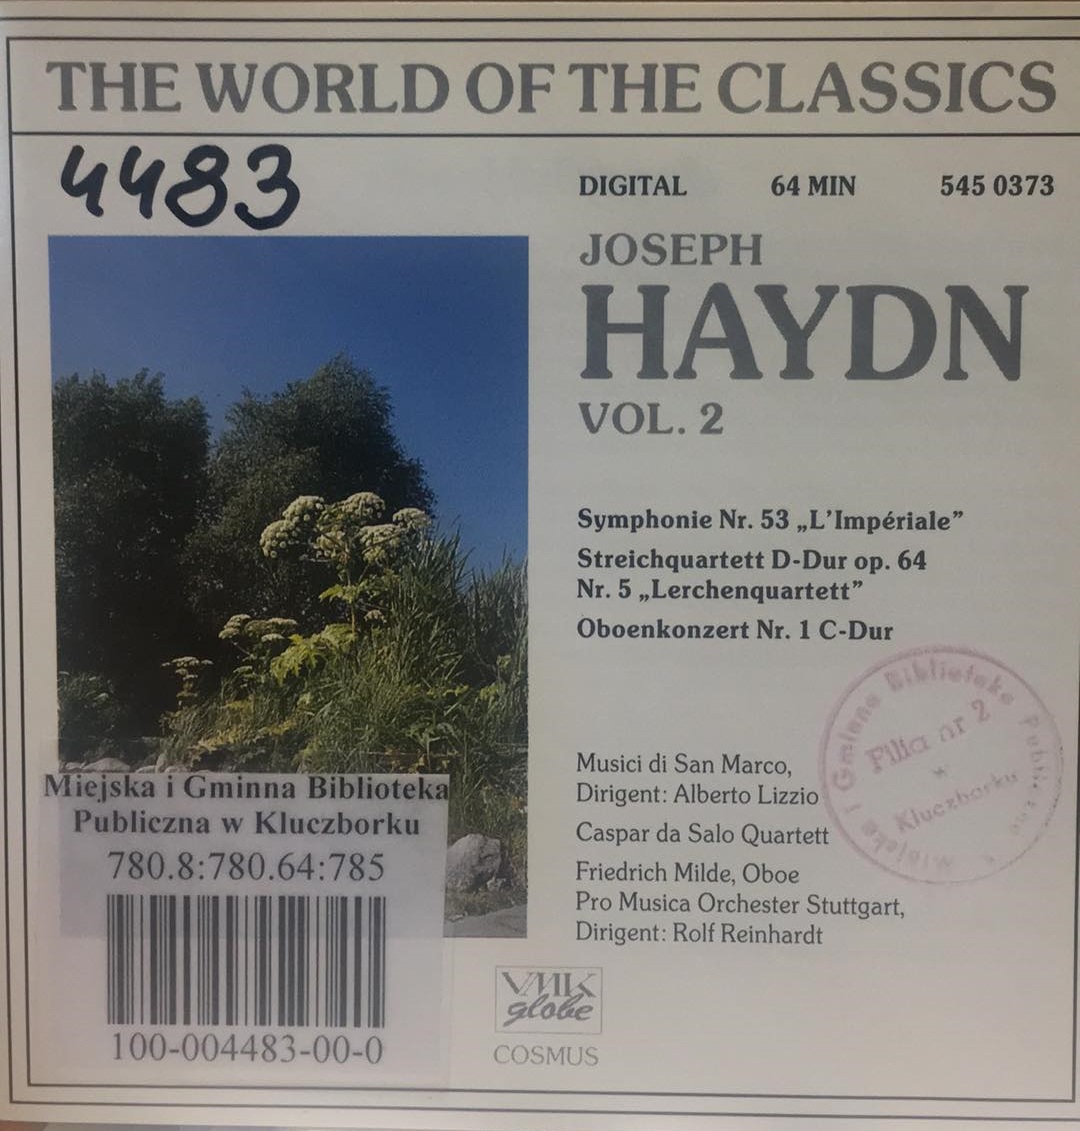 THE WORLD OF THE CLASSICS
4483
DIGITAL 64 MIN 545 0373
JOSEPH
HAYDN
VOL. 2
Symphonie Nr. 53 „L'Impériale”
Streichquartett D-Dur op. 64
Nr. 5 „Lerchenquartett”
Oboenkonzert Nr. 1 C-Dur
Musici di San Marco,
Dirigent: Alberto Lizzio
Caspar da Salo Quartett
Friedrich Milde, Oboe
Pro Musica Orchester Stuttgart,
Dirigent: Rolf Reinhardt
Miejska i Gminna Biblioteka
Filia nr 2
Kluczborku
Miejska i Gminna Biblioteka
Publiczna w Kluczborku
780.8:780.64:785
100-004483-00-0
VMK
globe
COSMUS